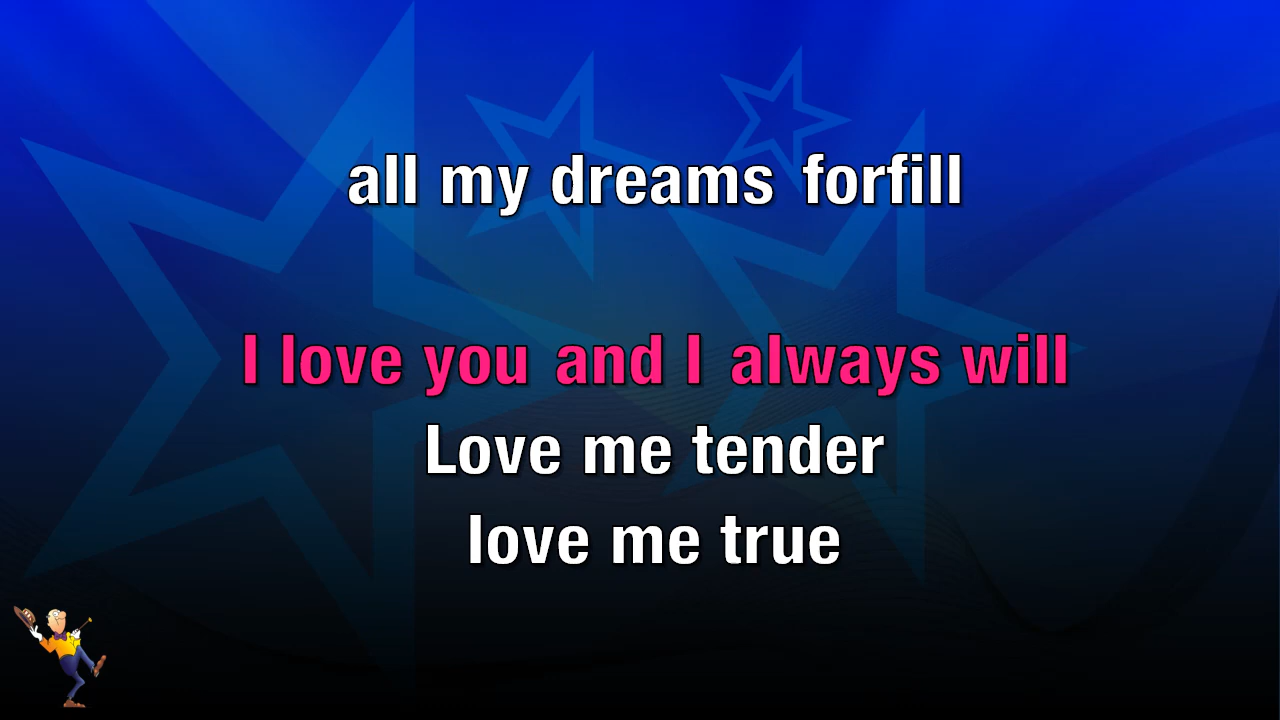 all my dreams forfill
I love you and I always will
Love me tender
love me true